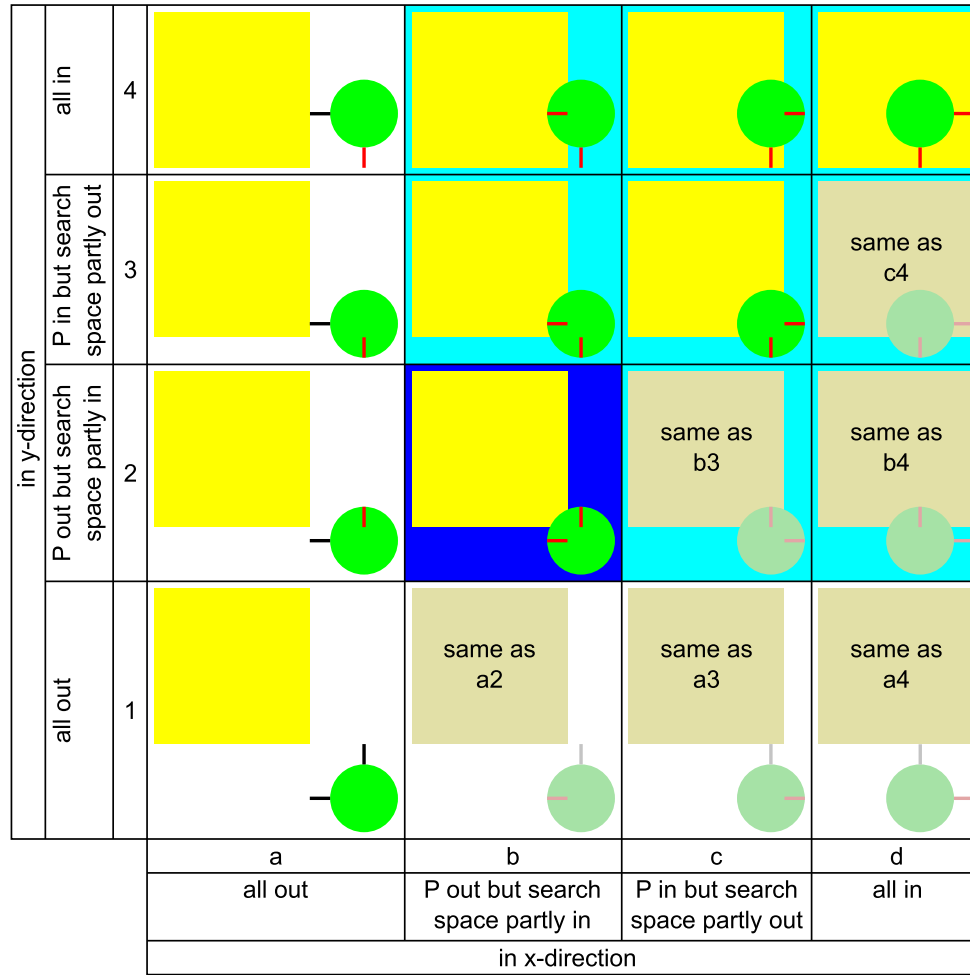 in y-direction
all in
4
P in but search
space partly out
3
same as
c4
P out but search
space partly in
2
same as
b3
same as
b4
all out
1
same as
a2
same as
a3
same as
a4
a
b
c
d
all out
P out but search
space partly in
P in but search
space partly out
all in
in x-direction